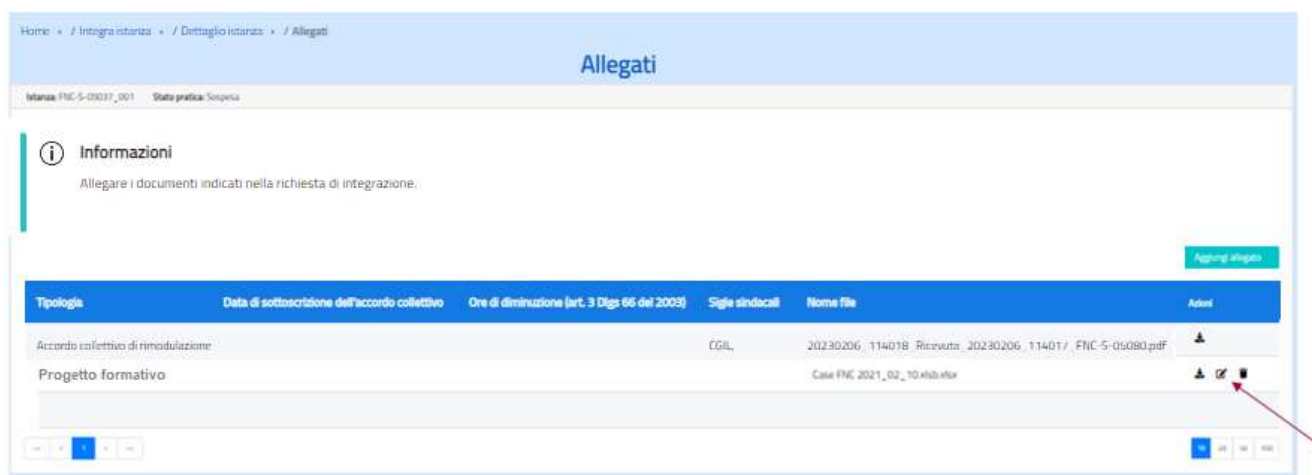 Home / Integra istanza / Dettaglio istanza / Allegati
Allegati
Istanza: FNC-S-05037_001 Stato pratica: Sospesa
Informazioni
Allegare i documenti indicati nella richiesta di integrazione.
Aggiungi allegato
Tipologia Data di sottoscrizione dell'accordo collettivo Ore di diminuzione (art. 3 Dlgs 66 del 2003) Sigle sindacali Nome file Azioni
Accordo collettivo di rimodulazione CGIL, 20230206_114018_Ricevuta_20230206_114017_FNC-S-05080.pdf
Progetto formativo Case FNC 2021_02_10.xlsb.xlsx
1 10